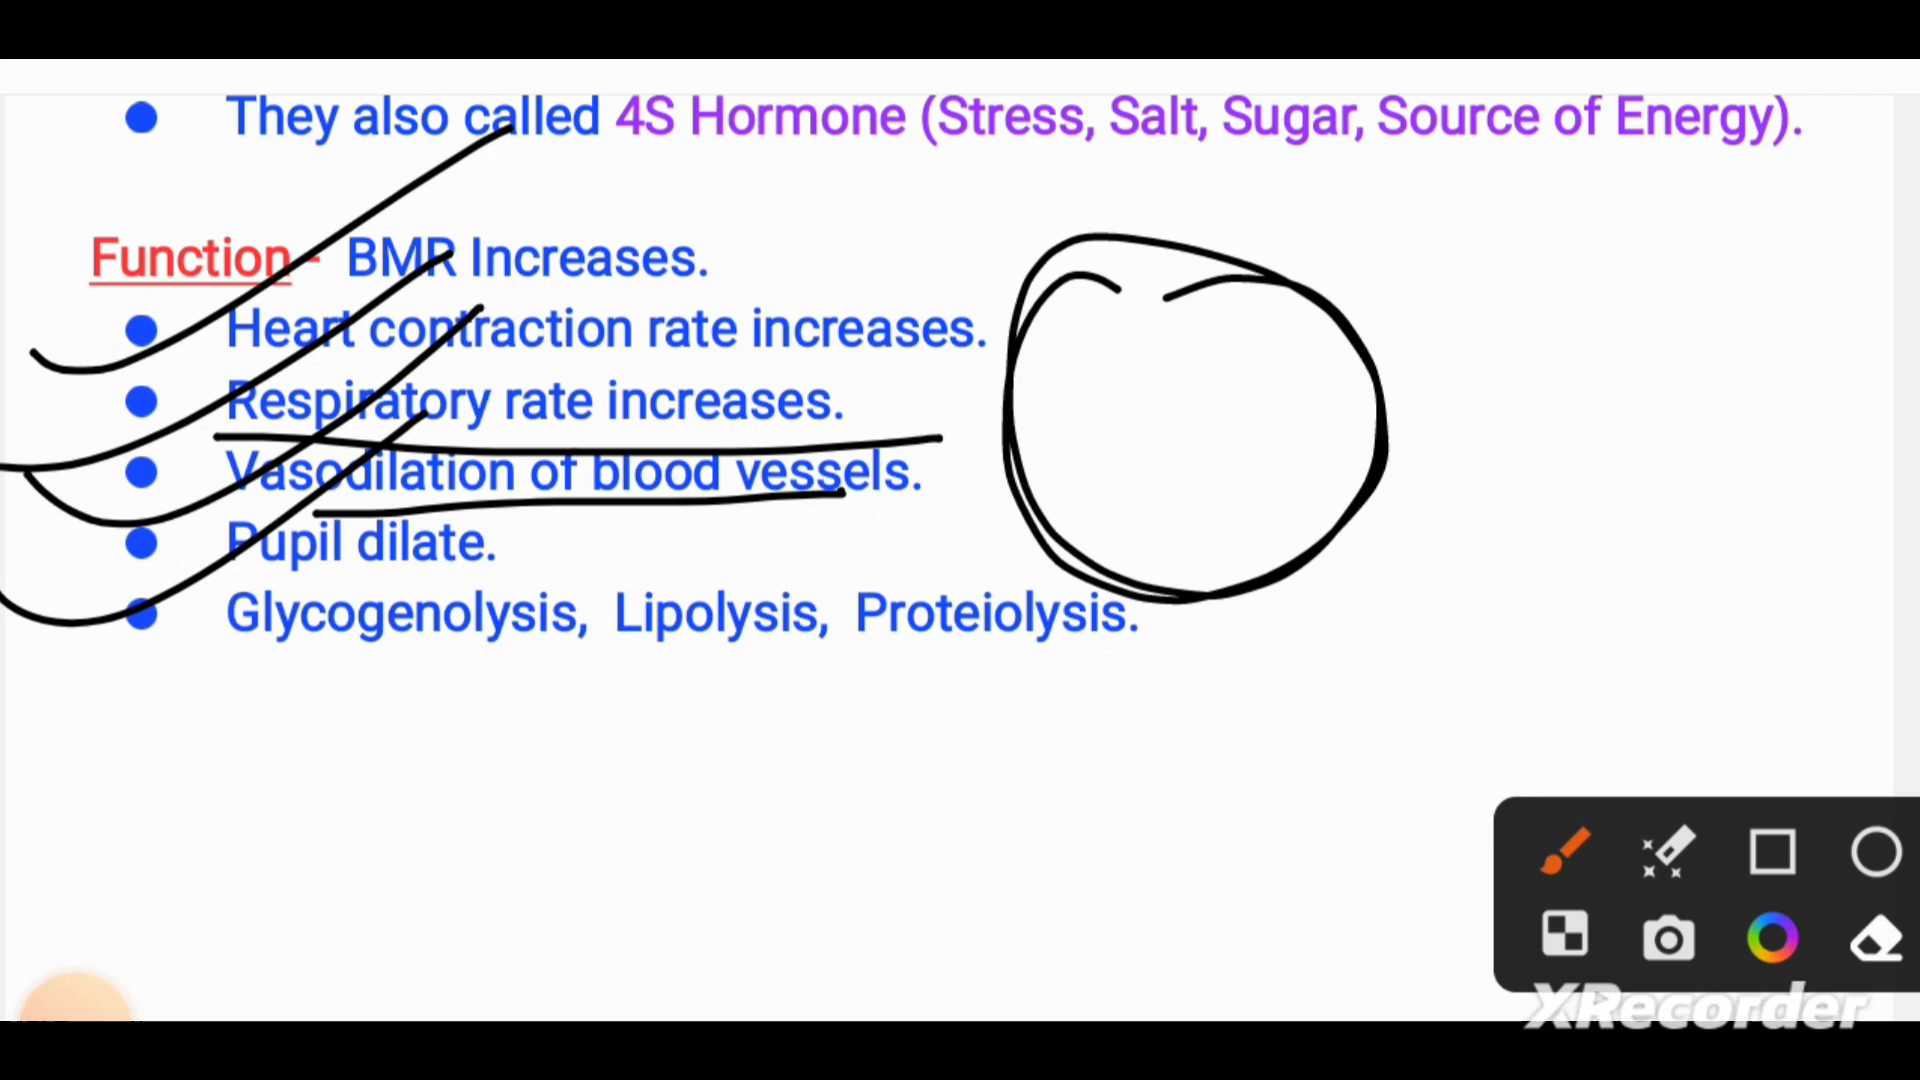 They also called 4S Hormone (Stress, Salt, Sugar, Source of Energy).
Function - BMR Increases.
Heart contraction rate increases.
Respiratory rate increases.
Vasodilation of blood vessels.
Pupil dilate.
Glycogenolysis, Lipolysis, Proteiolysis.
XRecorder